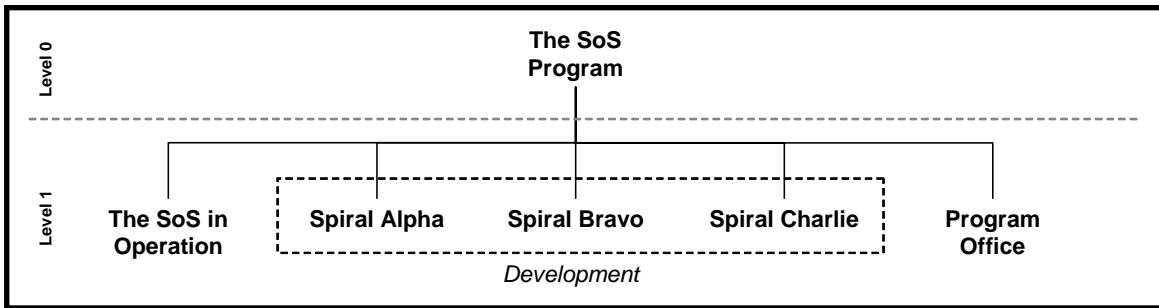 Level 0
The SoS
Program
Level 1
The SoS in
Operation
Spiral Alpha
Spiral Bravo
Spiral Charlie
Program
Office
Development